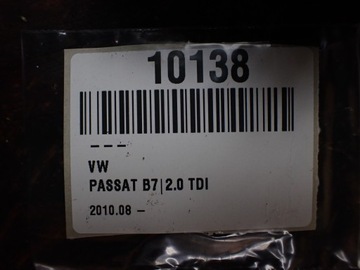 10138
---
VW
PASSAT B7|2.0 TDI
2010.08 -